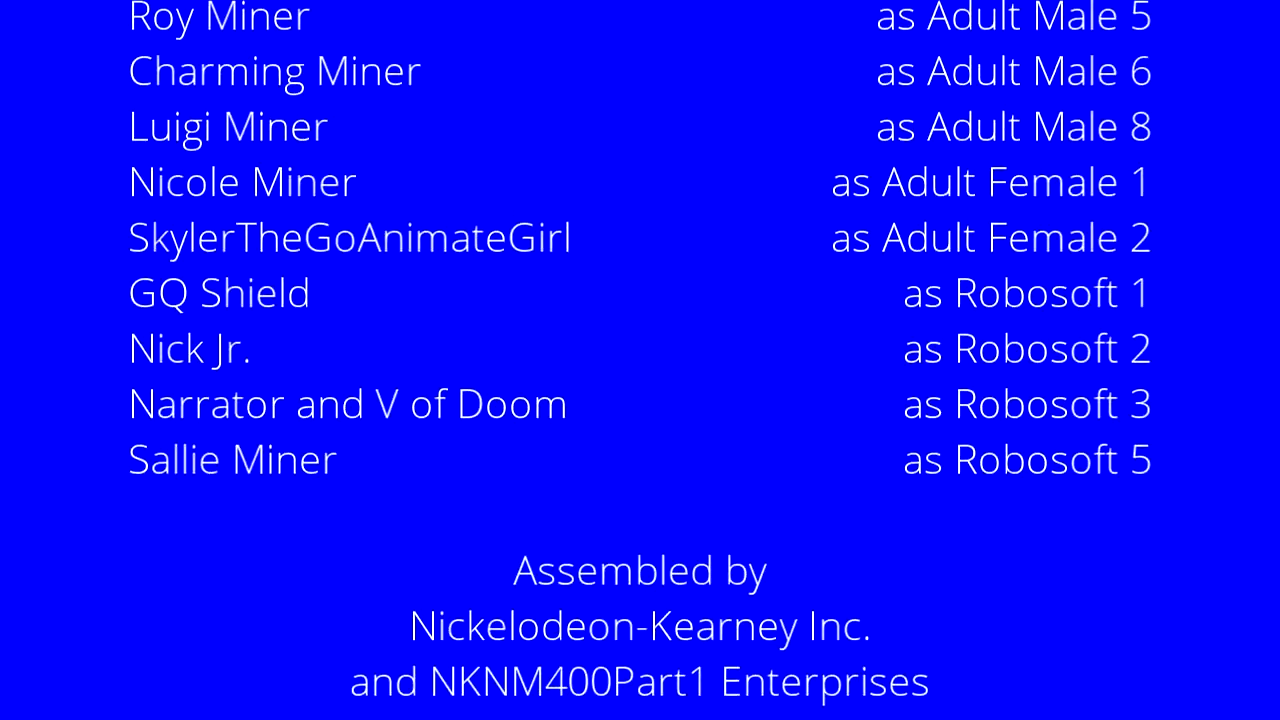 Roy Miner as Adult Male 5
Charming Miner as Adult Male 6
Luigi Miner as Adult Male 8
Nicole Miner as Adult Female 1
SkylerTheGoAnimateGirl as Adult Female 2
GQ Shield as Robosoft 1
Nick Jr. as Robosoft 2
Narrator and V of Doom as Robosoft 3
Sallie Miner as Robosoft 5
Assembled by
Nickelodeon-Kearney Inc.
and NKNM400Part1 Enterprises